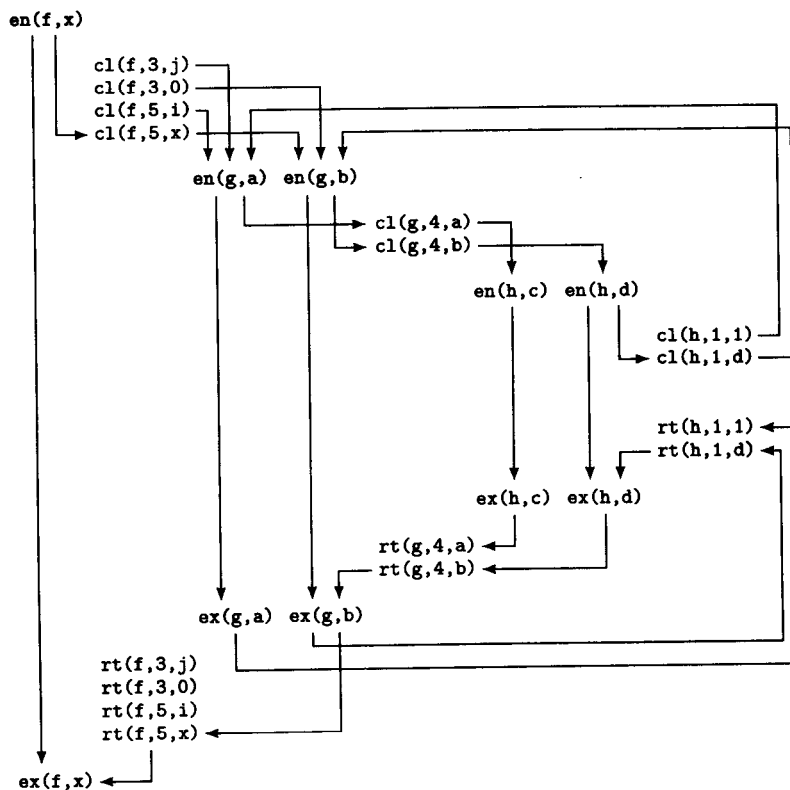 en(f,x)
cl(f,3,j)
cl(f,3,0)
cl(f,5,i)
cl(f,5,x)
en(g,a) en(g,b)
cl(g,4,a)
cl(g,4,b)
en(h,c) en(h,d)
cl(h,1,1)
cl(h,1,d)
rt(h,1,1)
rt(h,1,d)
ex(h,c) ex(h,d)
rt(g,4,a)
rt(g,4,b)
ex(g,a) ex(g,b)
rt(f,3,j)
rt(f,3,0)
rt(f,5,i)
rt(f,5,x)
ex(f,x)